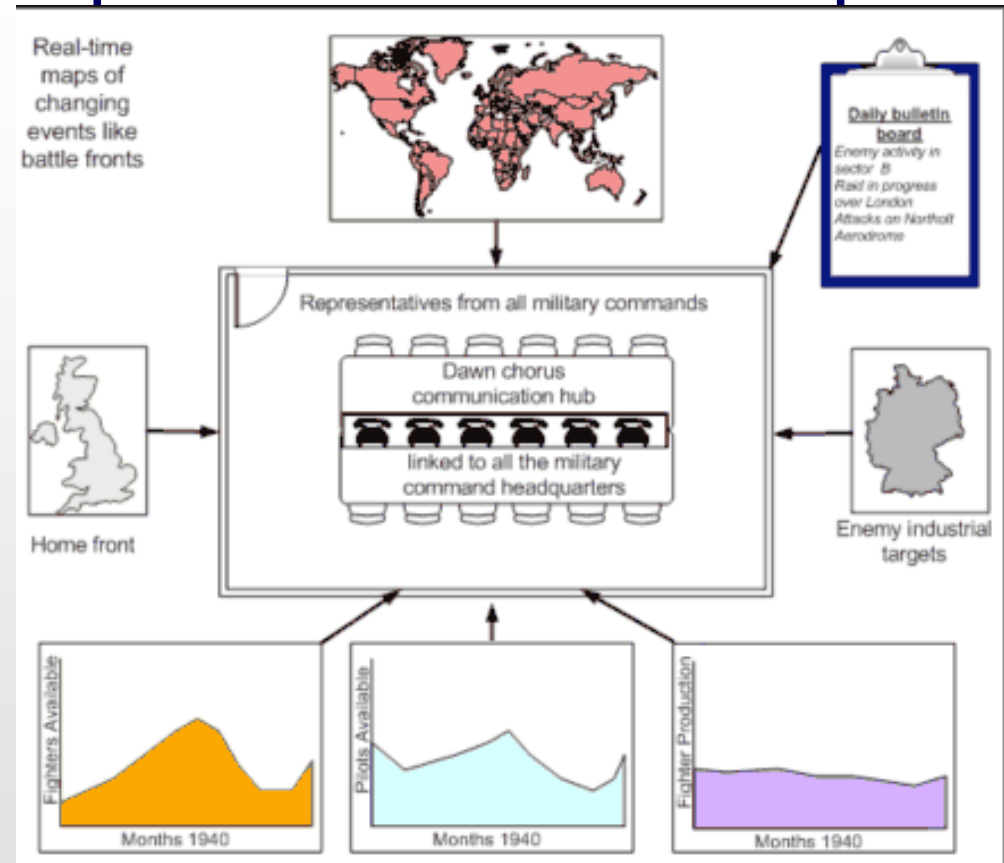 Real-time
maps of
changing
events like
battle fronts
Daily bulletin
board
Enemy activity in
sector B
Raid in progress
over London
Attacks on Northolt
Aerodrome
Representatives from all military commands
Dawn chorus
communication hub
linked to all the military
command headquarters
Home front
Enemy industrial
targets
Fighters Available
Months 1940
Pilots Available
Months 1940
Fighter Production
Months 1940